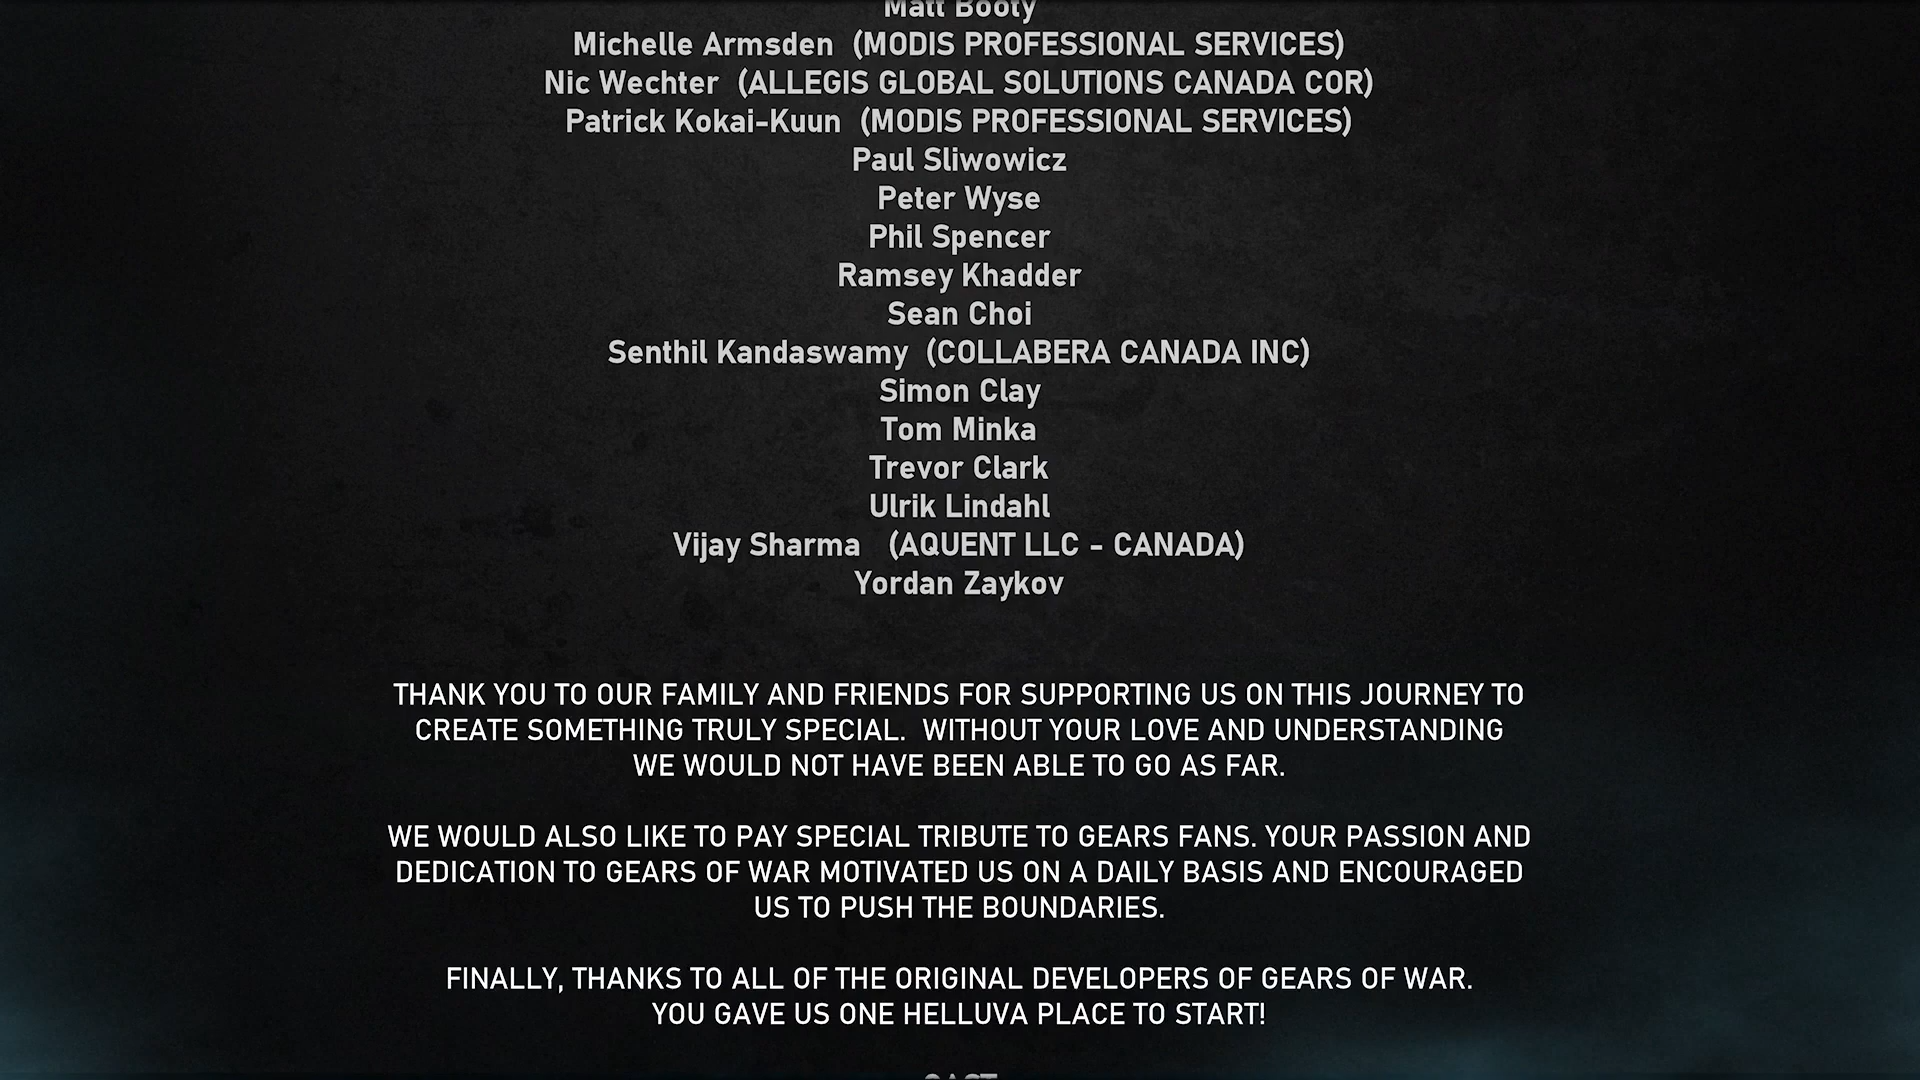 Matt Booty
Michelle Armsden  (MODIS PROFESSIONAL SERVICES)
Nic Wechter  (ALLEGIS GLOBAL SOLUTIONS CANADA COR)
Patrick Kokai-Kuun  (MODIS PROFESSIONAL SERVICES)
Paul Sliwowicz
Peter Wyse
Phil Spencer
Ramsey Khadder
Sean Choi
Senthil Kandaswamy  (COLLABERA CANADA INC)
Simon Clay
Tom Minka
Trevor Clark
Ulrik Lindahl
Vijay Sharma   (AQUENT LLC - CANADA)
Yordan Zaykov
THANK YOU TO OUR FAMILY AND FRIENDS FOR SUPPORTING US ON THIS JOURNEY TO
CREATE SOMETHING TRULY SPECIAL.  WITHOUT YOUR LOVE AND UNDERSTANDING
WE WOULD NOT HAVE BEEN ABLE TO GO AS FAR.
WE WOULD ALSO LIKE TO PAY SPECIAL TRIBUTE TO GEARS FANS. YOUR PASSION AND
DEDICATION TO GEARS OF WAR MOTIVATED US ON A DAILY BASIS AND ENCOURAGED
US TO PUSH THE BOUNDARIES.
FINALLY, THANKS TO ALL OF THE ORIGINAL DEVELOPERS OF GEARS OF WAR.
YOU GAVE US ONE HELLUVA PLACE TO START!